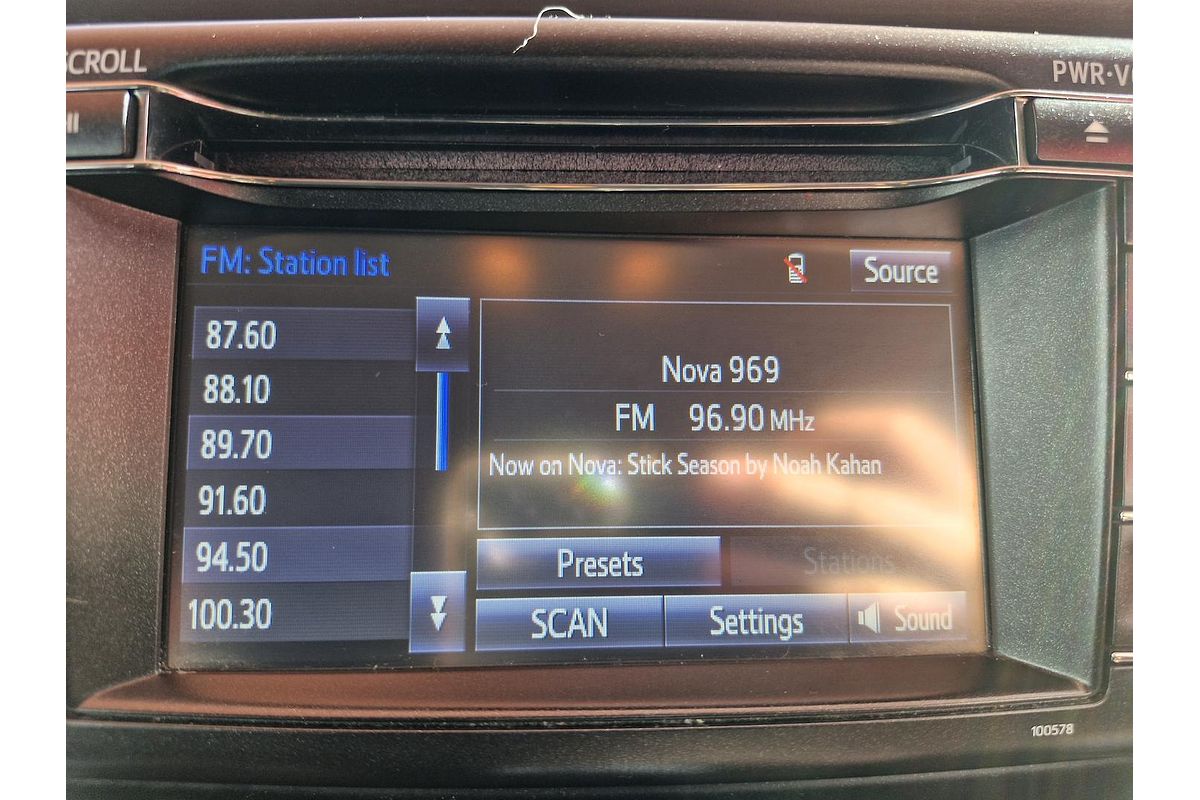 SCROLL
PWR·V
FM: Station list
Source
87.60
88.10
89.70
91.60
94.50
100.30
Nova 969
FM 96.90 MHz
Now on Nova: Stick Season by Noah Kahan
Presets
Stations
SCAN
Settings
Sound
100578